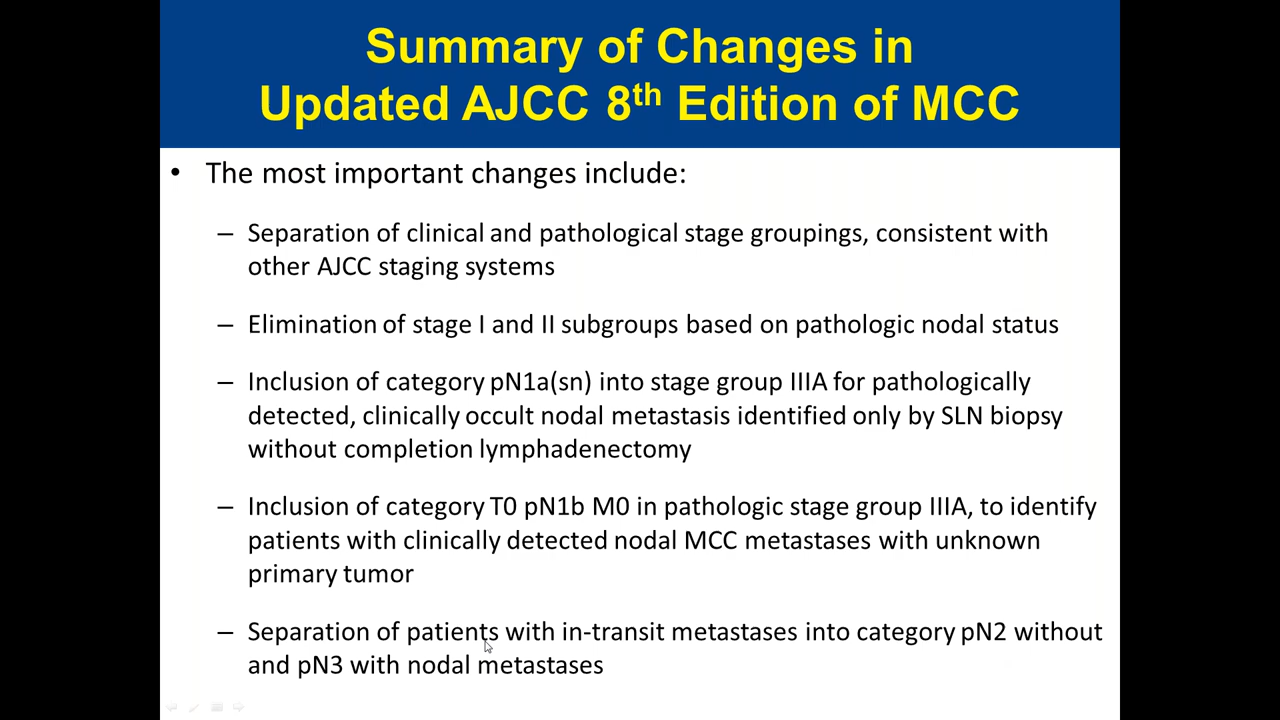 Summary of Changes in
Updated AJCC 8th Edition of MCC
• The most important changes include:
– Separation of clinical and pathological stage groupings, consistent with
other AJCC staging systems
– Elimination of stage I and II subgroups based on pathologic nodal status
– Inclusion of category pN1a(sn) into stage group IIIA for pathologically
detected, clinically occult nodal metastasis identified only by SLN biopsy
without completion lymphadenectomy
– Inclusion of category T0 pN1b M0 in pathologic stage group IIIA, to identify
patients with clinically detected nodal MCC metastases with unknown
primary tumor
– Separation of patients with in-transit metastases into category pN2 without
and pN3 with nodal metastases